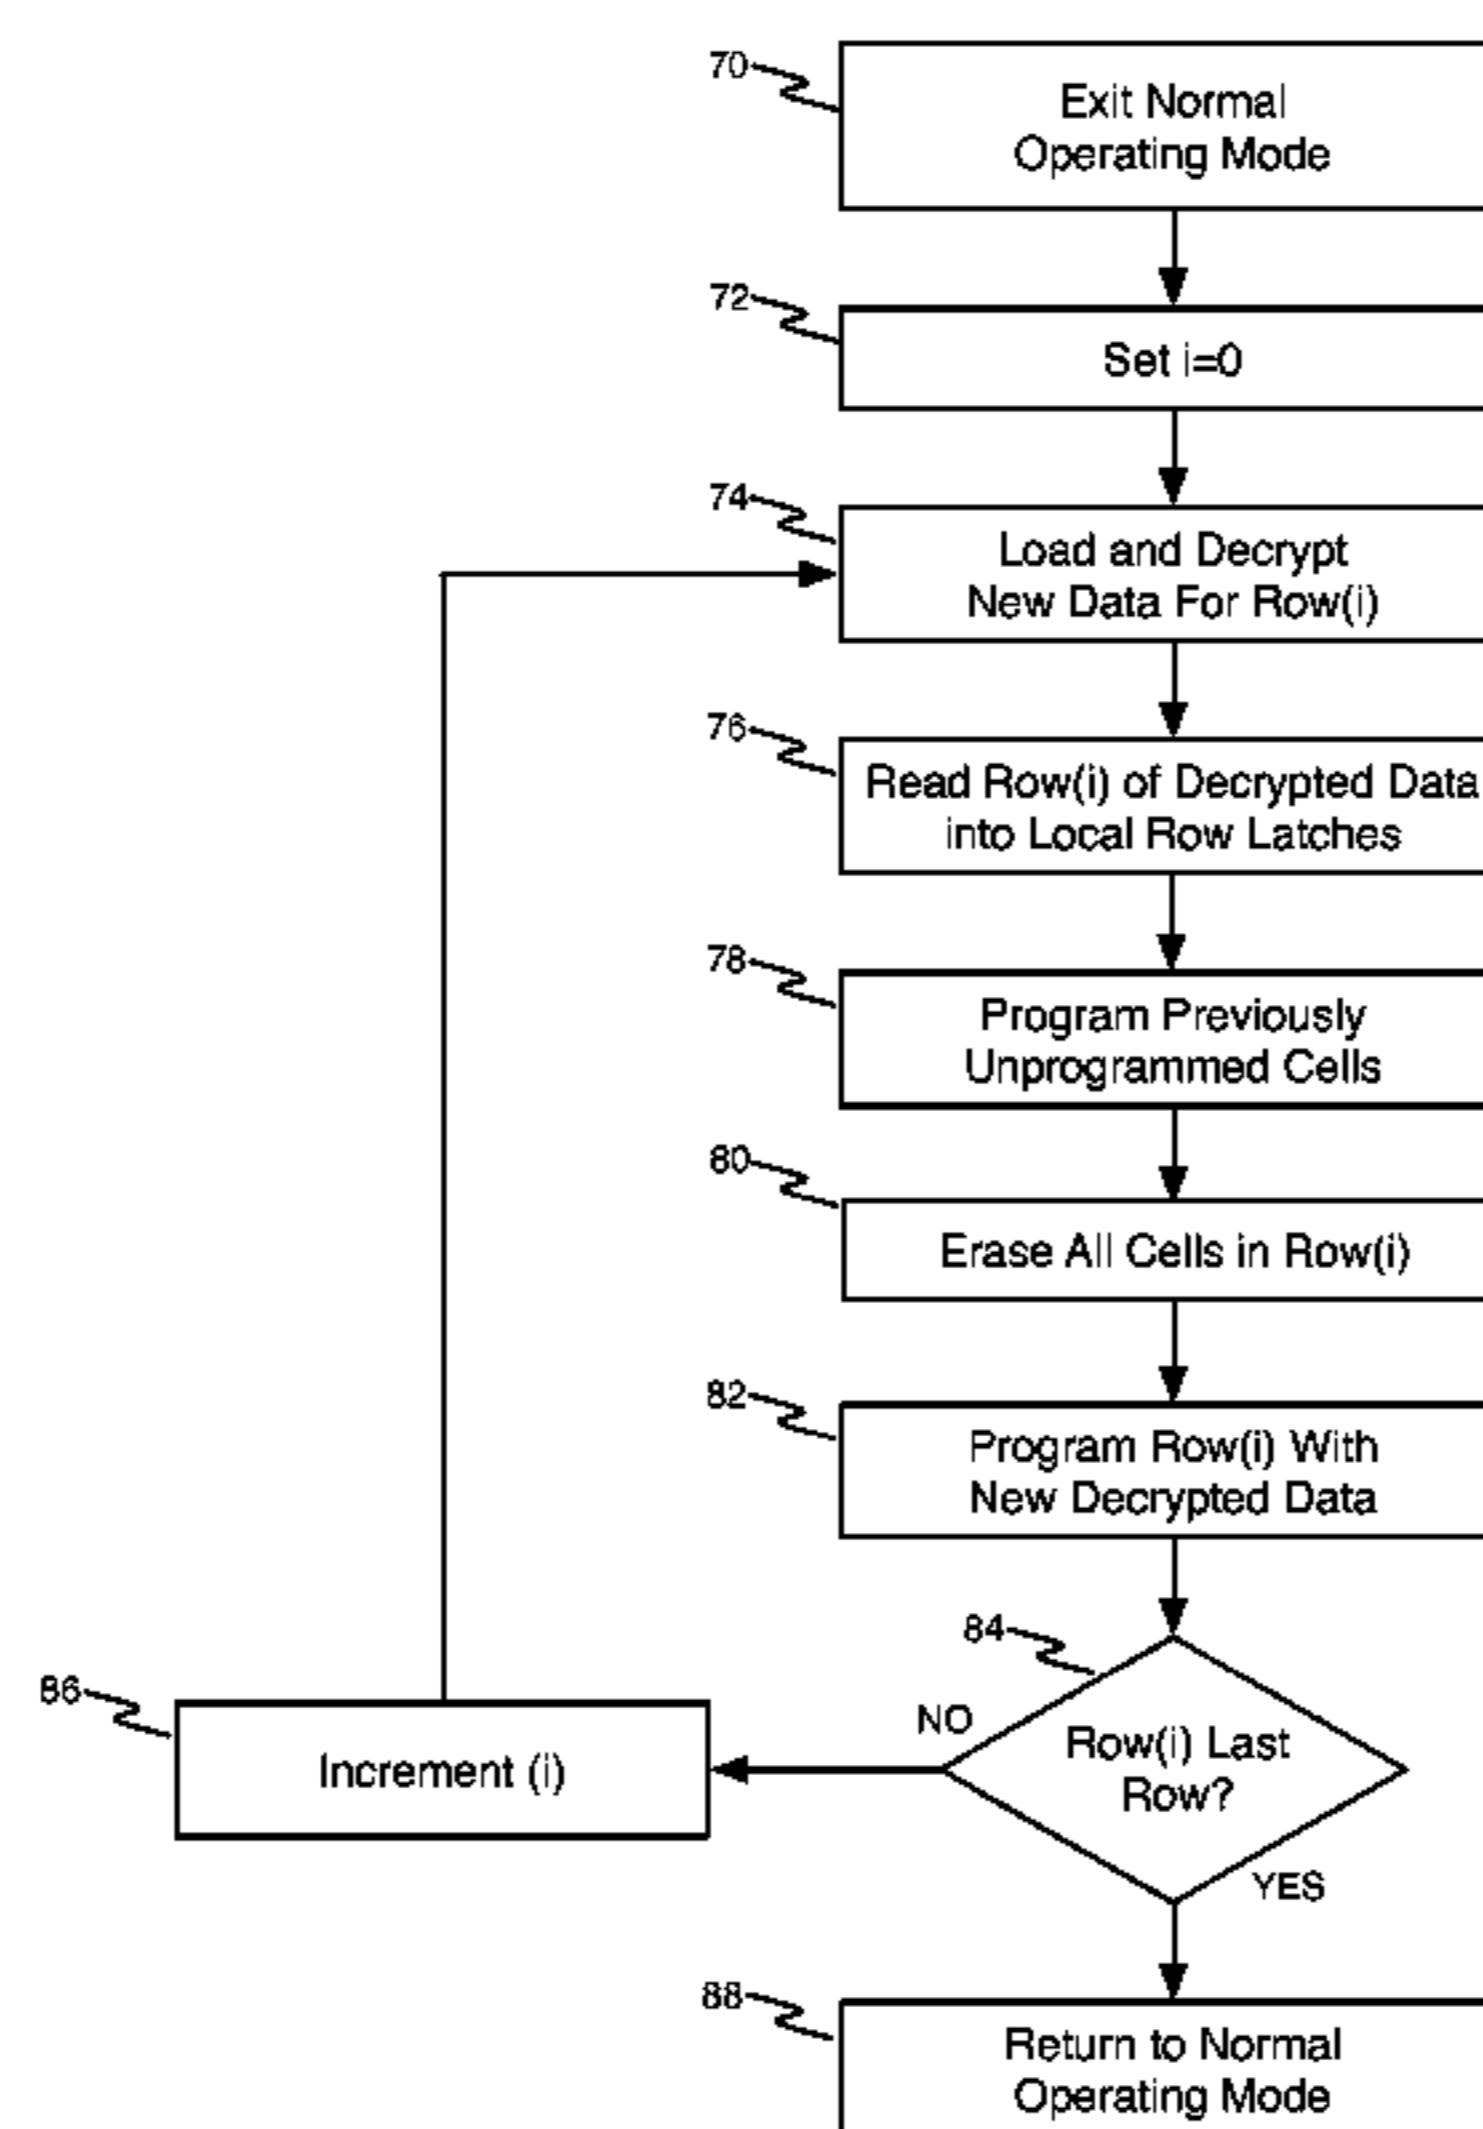 70
Exit Normal
Operating Mode
72
Set i=0
74
Load and Decrypt
New Data For Row(i)
76
Read Row(i) of Decrypted Data
into Local Row Latches
78
Program Previously
Unprogrammed Cells
80
Erase All Cells in Row(i)
82
Program Row(i) With
New Decrypted Data
84
Row(i) Last
Row?
NO
YES
86
Increment (i)
88
Return to Normal
Operating Mode